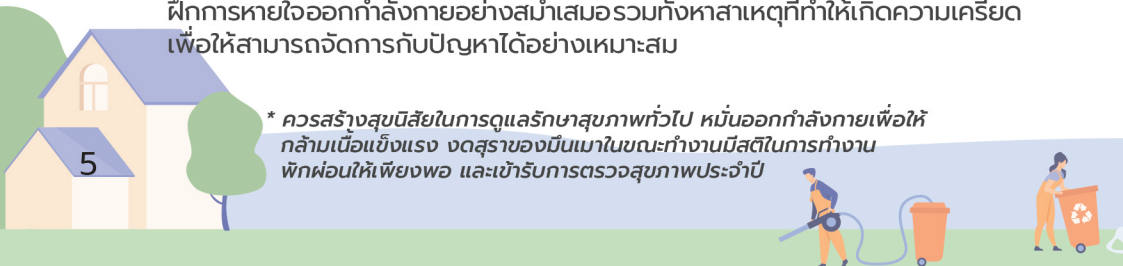 ฝึกการหายใจออกกำลังกายอย่างสม่ำเสมอรวมทั้งหาสาเหตุที่ทำให้เกิดความเครียด
เพื่อให้สามารถจัดการกับปัญหาได้อย่างเหมาะสม
* ควรสร้างสุขนิสัยในการดูแลรักษาสุขภาพทั่วไป หมั่นออกกำลังกายเพื่อให้
กล้ามเนื้อแข็งแรง งดสุราของมึนเมาในขณะทำงานมีสติในการทำงาน
พักผ่อนให้เพียงพอ และเข้ารับการตรวจสุขภาพประจำปี
5